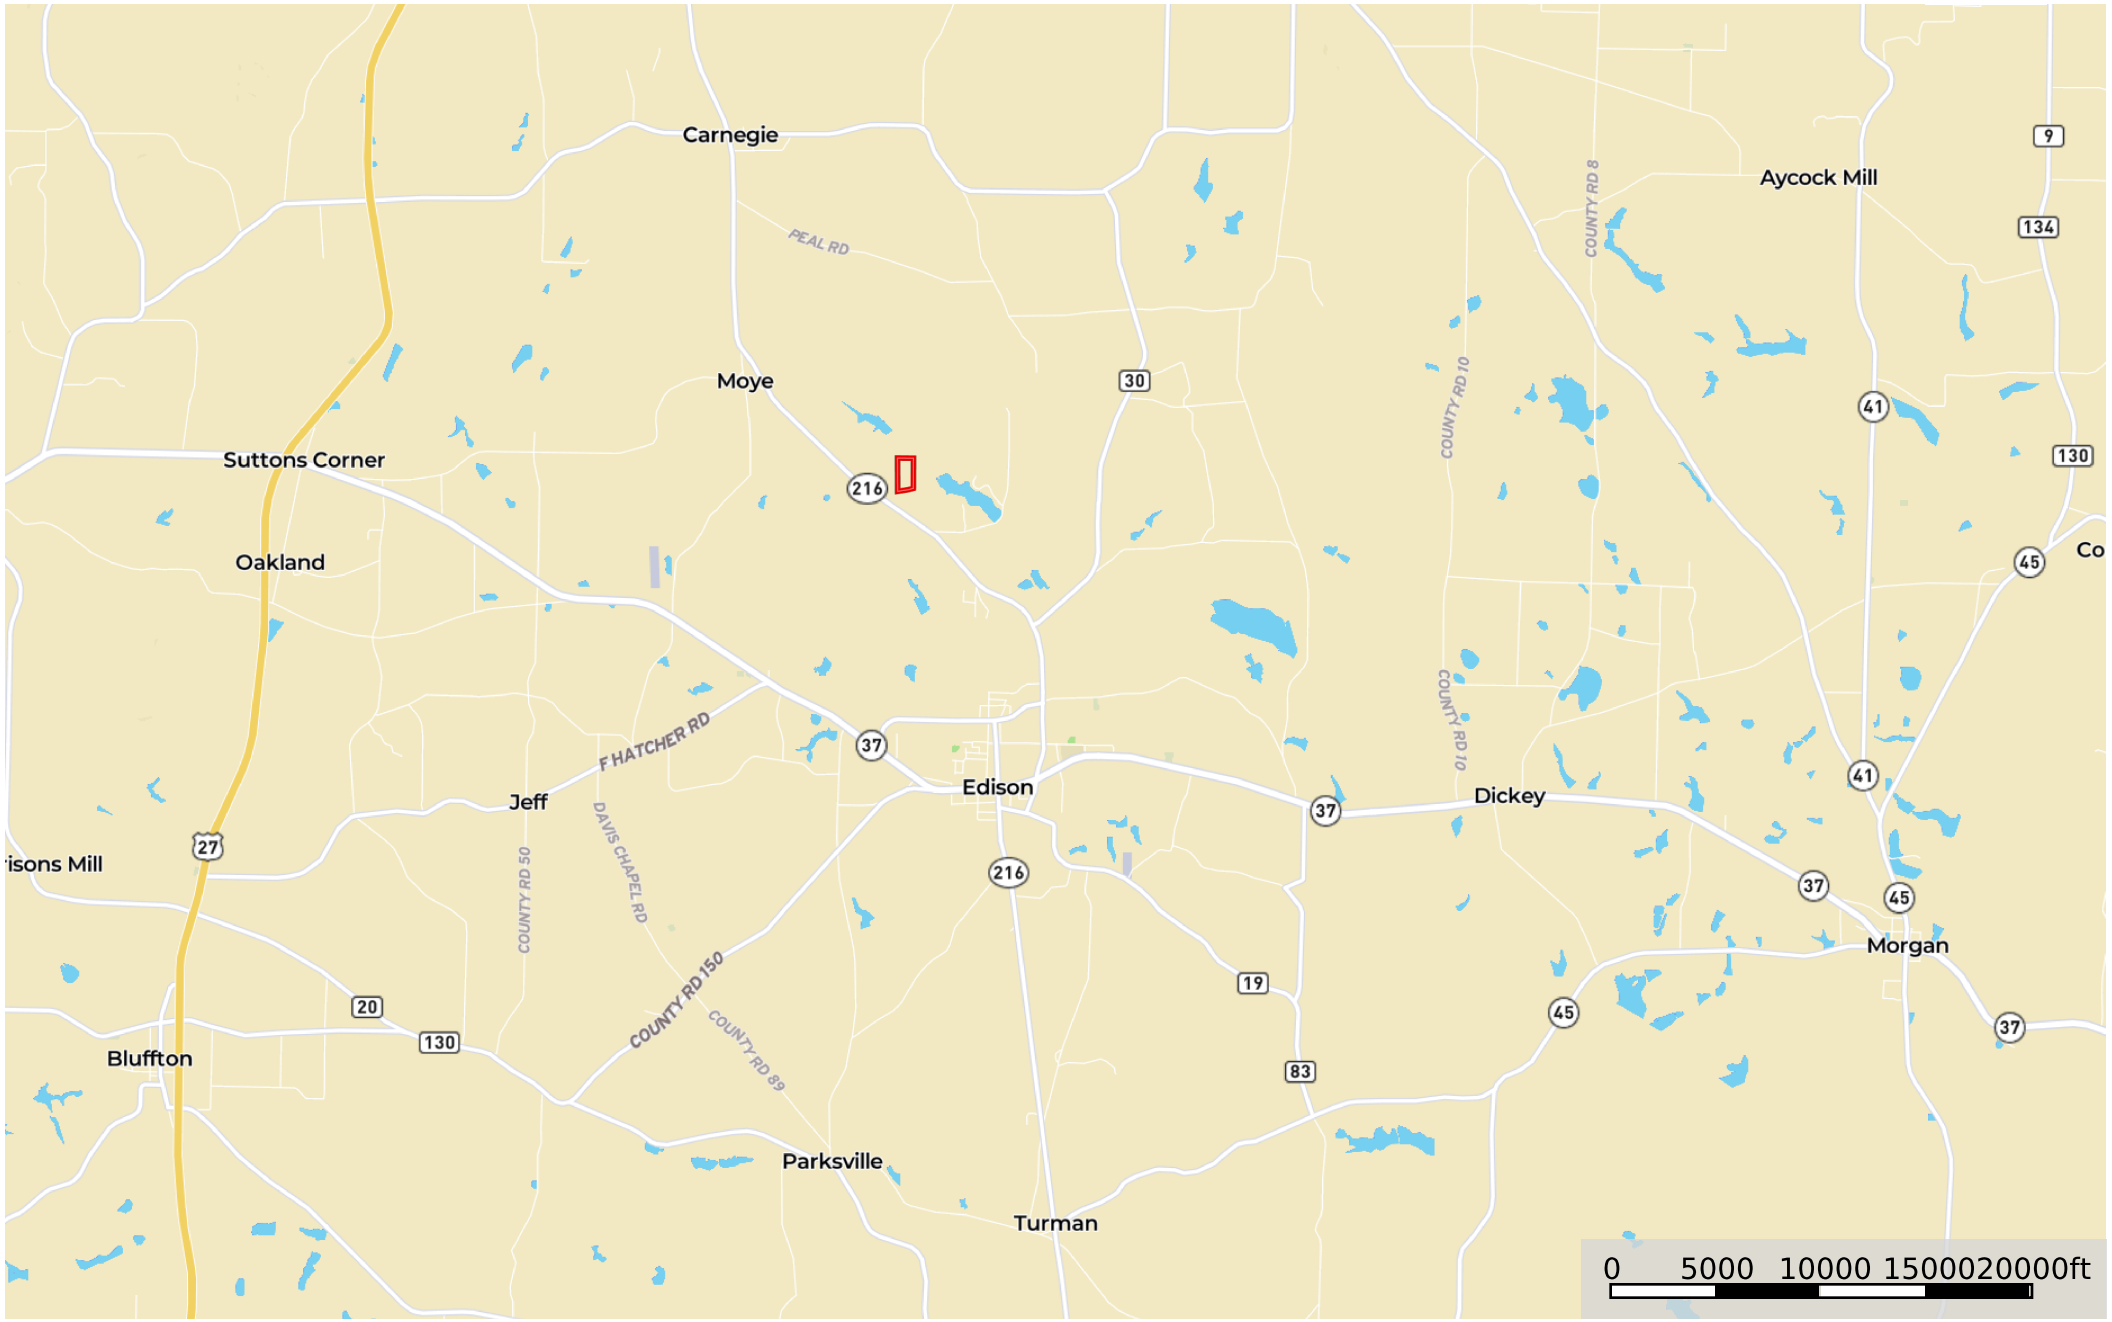 Carnegie
9
COUNTY RD 8
Aycock Mill
134
PEAL RD
Moye
30
COUNTY RD 10
41
Suttons Corner
130
216
Co
45
Oakland
COUNTY RD 10
F HATCHER RD
37
41
Edison
Dickey
Jeff
37
DAVIS CHAPEL RD
27
COUNTY RD 50
risons Mill
216
37
45
Morgan
COUNTY RD 150
19
20
45
COUNTY RD 89
37
130
Bluffton
83
Parksville
Turman
0 5000 10000 15000 20000ft